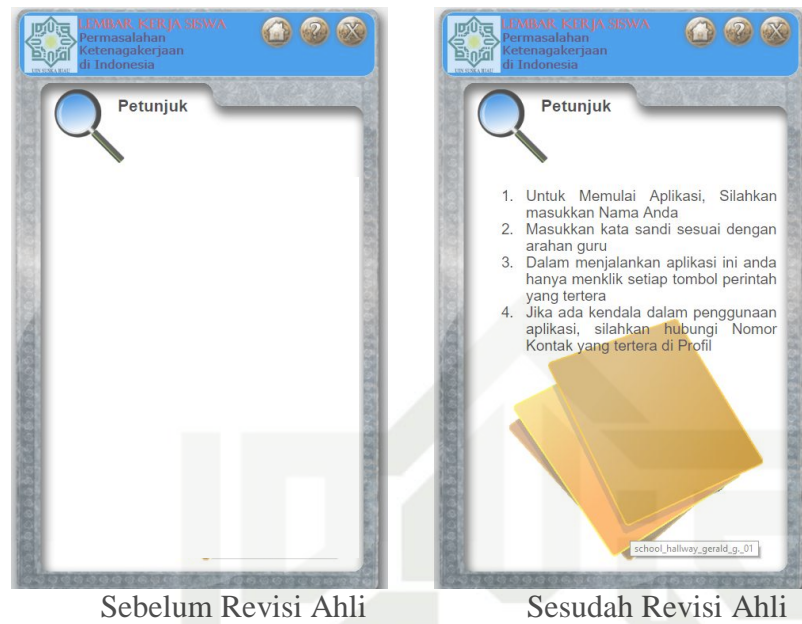 LEMBAR KERJA SISWA
Permasalahan
Ketenagakerjaan
di Indonesia
Petunjuk
Sebelum Revisi Ahli
LEMBAR KERJA SISWA
Permasalahan
Ketenagakerjaan
di Indonesia
Petunjuk
1. Untuk Memulai Aplikasi, Silahkan
masukkan Nama Anda
2. Masukkan kata sandi sesuai dengan
arahan guru
3. Dalam menjalankan aplikasi ini anda
hanya menklik setiap tombol perintah
yang tertera
4. Jika ada kendala dalam penggunaan
aplikasi, silahkan hubungi Nomor
Kontak yang tertera di Profil
school_hallway_gerald_g._01
Sesudah Revisi Ahli